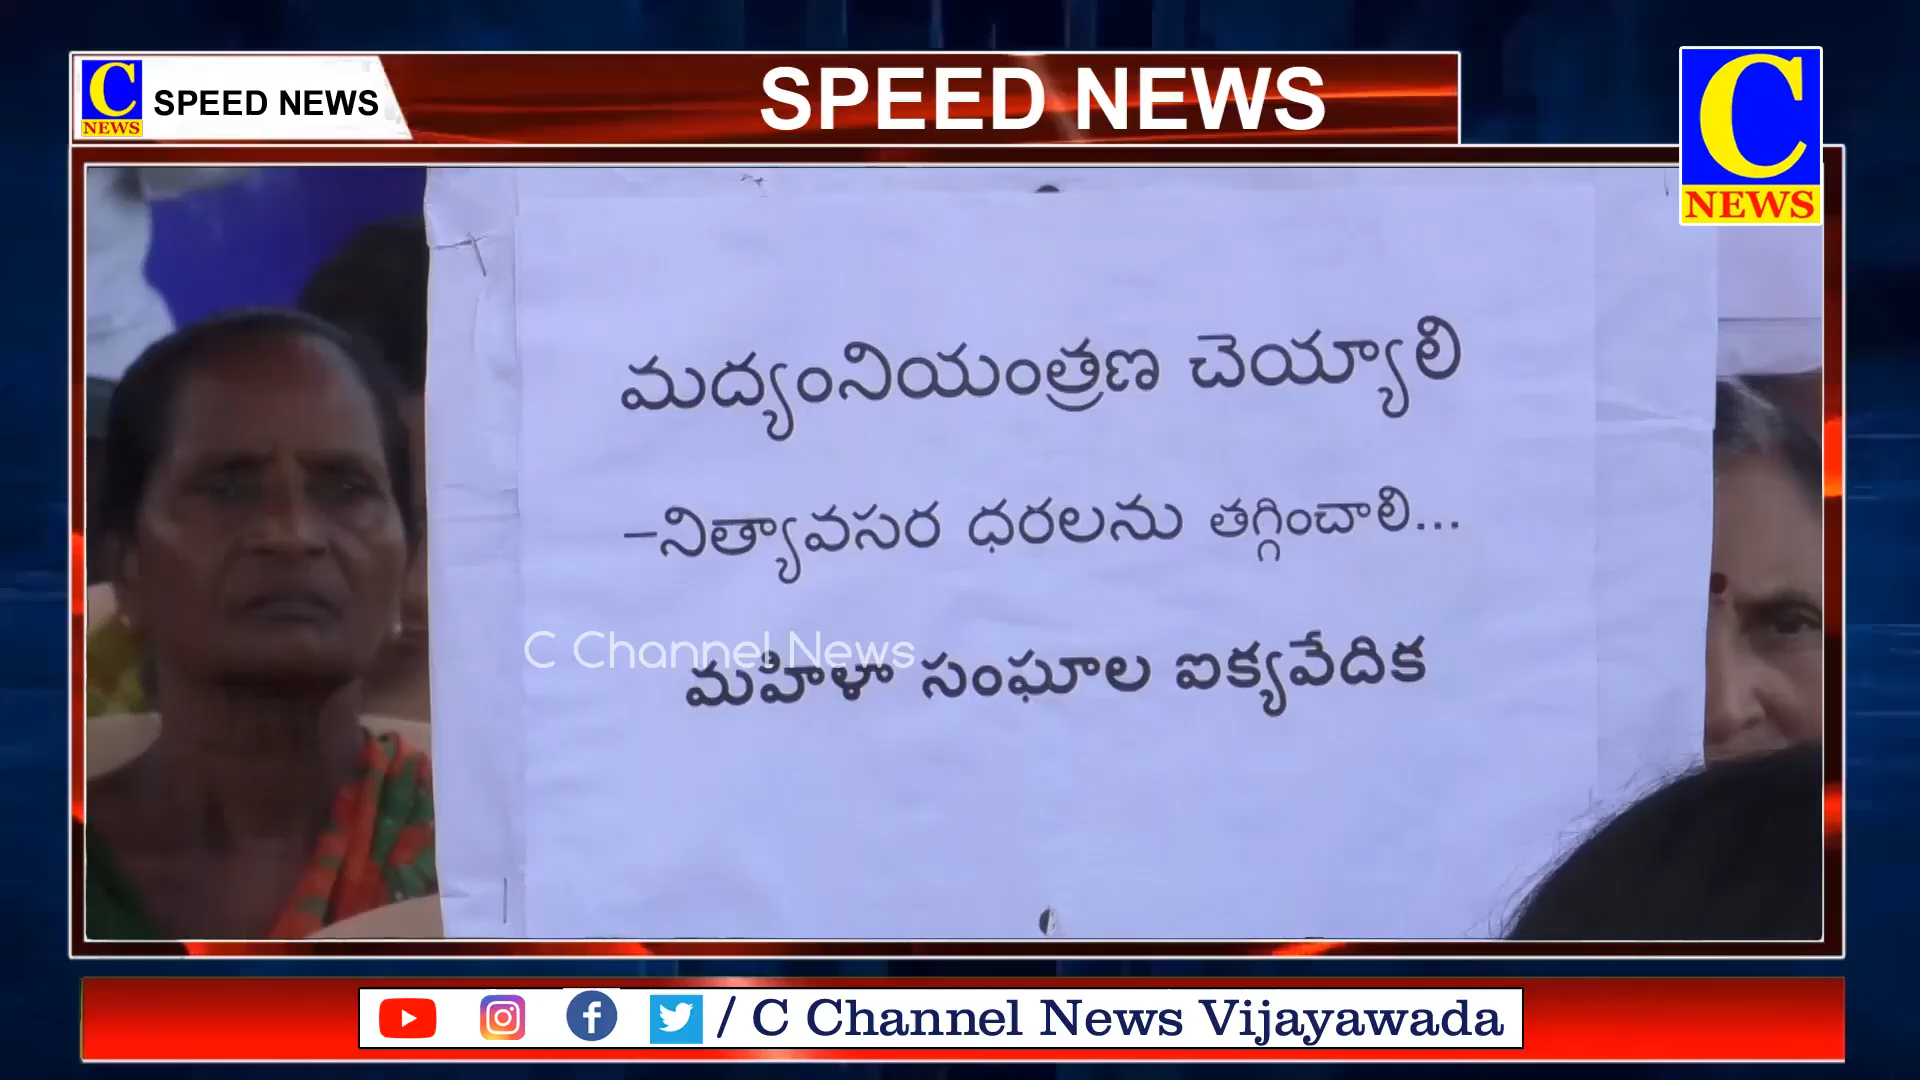 C
NEWS
SPEED NEWS
SPEED NEWS
C
NEWS
మద్యంనియంత్రణ చెయ్యాలి
-నిత్యావసర ధరలను తగ్గించాలి...
C Channel News
మహిళా సంఘాల ఐక్యవేదిక
/ C Channel News Vijayawada